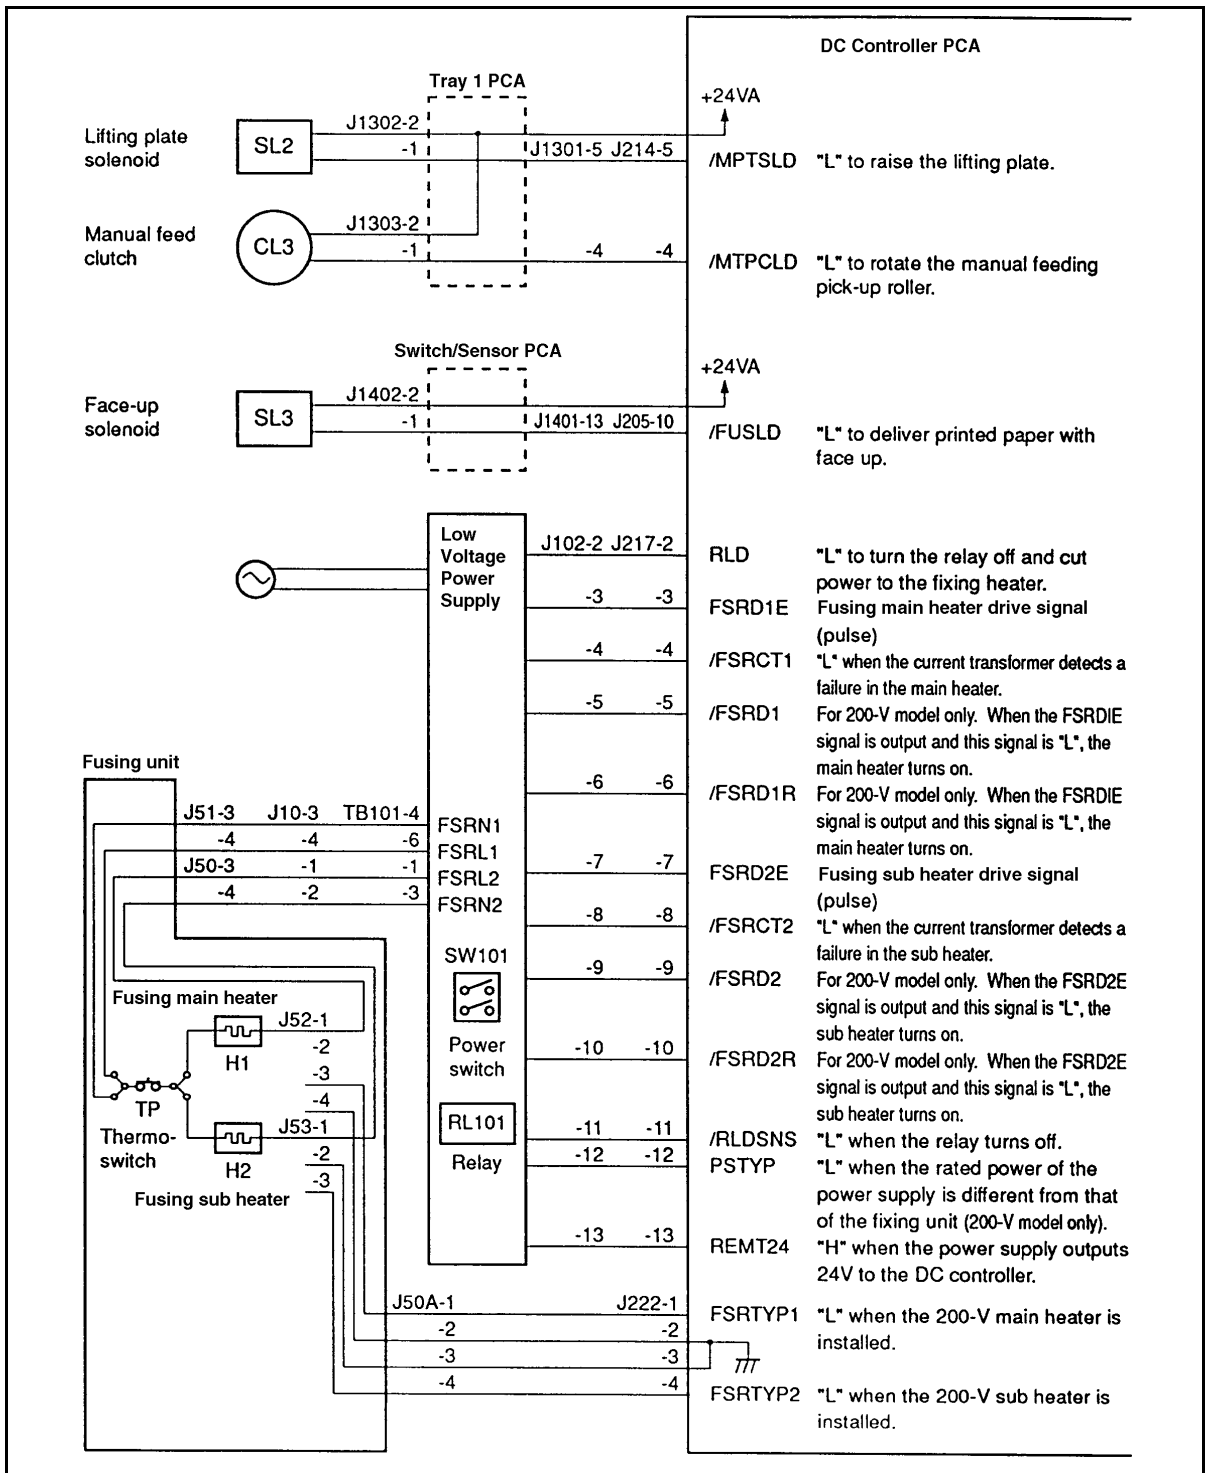 DC Controller PCA
Tray 1 PCA
+24VA
Lifting plate
solenoid
SL2
J1302-2
-1
J1301-5 J214-5
/MPTSLD
"L" to raise the lifting plate.
Manual feed
clutch
CL3
J1303-2
-1
-4
-4
/MTPCLD
"L" to rotate the manual feeding
pick-up roller.
Switch/Sensor PCA
+24VA
Face-up
solenoid
SL3
J1402-2
-1
J1401-13 J205-10
/FUSLD
"L" to deliver printed paper with
face up.
Low
Voltage
Power
Supply
J102-2 J217-2
RLD
"L" to turn the relay off and cut
power to the fixing heater.
-3
-3
FSRD1E
Fusing main heater drive signal
(pulse)
-4
-4
/FSRCT1
"L" when the current transformer detects a
failure in the main heater.
-5
-5
/FSRD1
For 200-V model only. When the FSRDIE
signal is output and this signal is "L", the
main heater turns on.
-6
-6
/FSRD1R
For 200-V model only. When the FSRDIE
signal is output and this signal is "L", the
main heater turns on.
-7
-7
FSRD2E
Fusing sub heater drive signal
(pulse)
-8
-8
/FSRCT2
"L" when the current transformer detects a
failure in the sub heater.
-9
-9
/FSRD2
For 200-V model only. When the FSRD2E
signal is output and this signal is "L", the
sub heater turns on.
-10
-10
/FSRD2R
For 200-V model only. When the FSRD2E
signal is output and this signal is "L", the
sub heater turns on.
-11
-11
/RLDSNS
"L" when the relay turns off.
-12
-12
PSTYP
"L" when the rated power of the
power supply is different from that
of the fixing unit (200-V model only).
-13
-13
REMT24
"H" when the power supply outputs
24V to the DC controller.
Fusing unit
J51-3
J10-3
TB101-4
FSRN1
-4
-4
-6
FSRL1
J50-3
-1
-1
FSRL2
-4
-2
-3
FSRN2
SW101
Power
switch
RL101
Relay
Fusing main heater
J52-1
H1
-2
-3
-4
TP
Thermo-
switch
J53-1
H2
-2
-3
Fusing sub heater
J50A-1
J222-1
FSRTYP1
"L" when the 200-V main heater is
installed.
-2
-2
-3
-3
-4
-4
FSRTYP2
"L" when the 200-V sub heater is
installed.